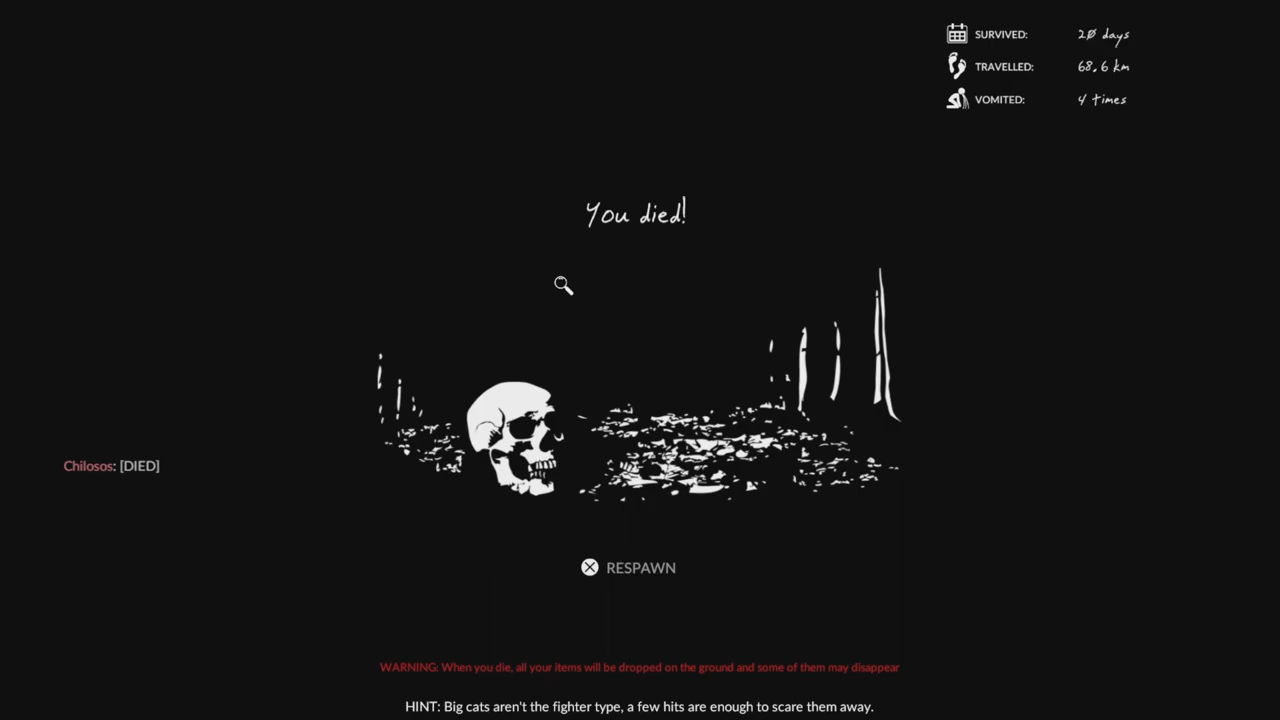 SURVIVED: 20 days
TRAVELLED: 68.6 km
VOMITED: 4 times
You died!
Chilosos: [DIED]
RESPAWN
WARNING: When you die, all your items will be dropped on the ground and some of them may disappear
HINT: Big cats aren't the fighter type, a few hits are enough to scare them away.